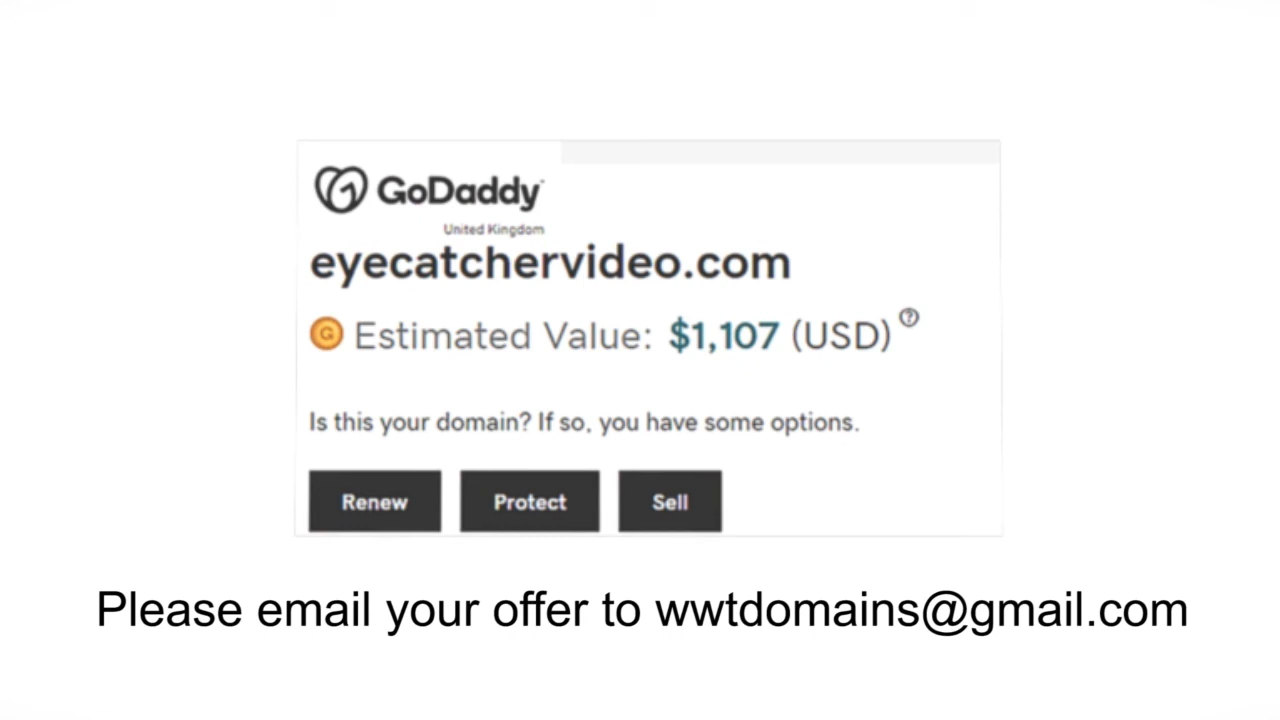 GoDaddy
United Kingdom
eyecatchervideo.com
G Estimated Value: $1,107 (USD) ?
Is this your domain? If so, you have some options.
Renew Protect Sell
Please email your offer to wwtdomains@gmail.com